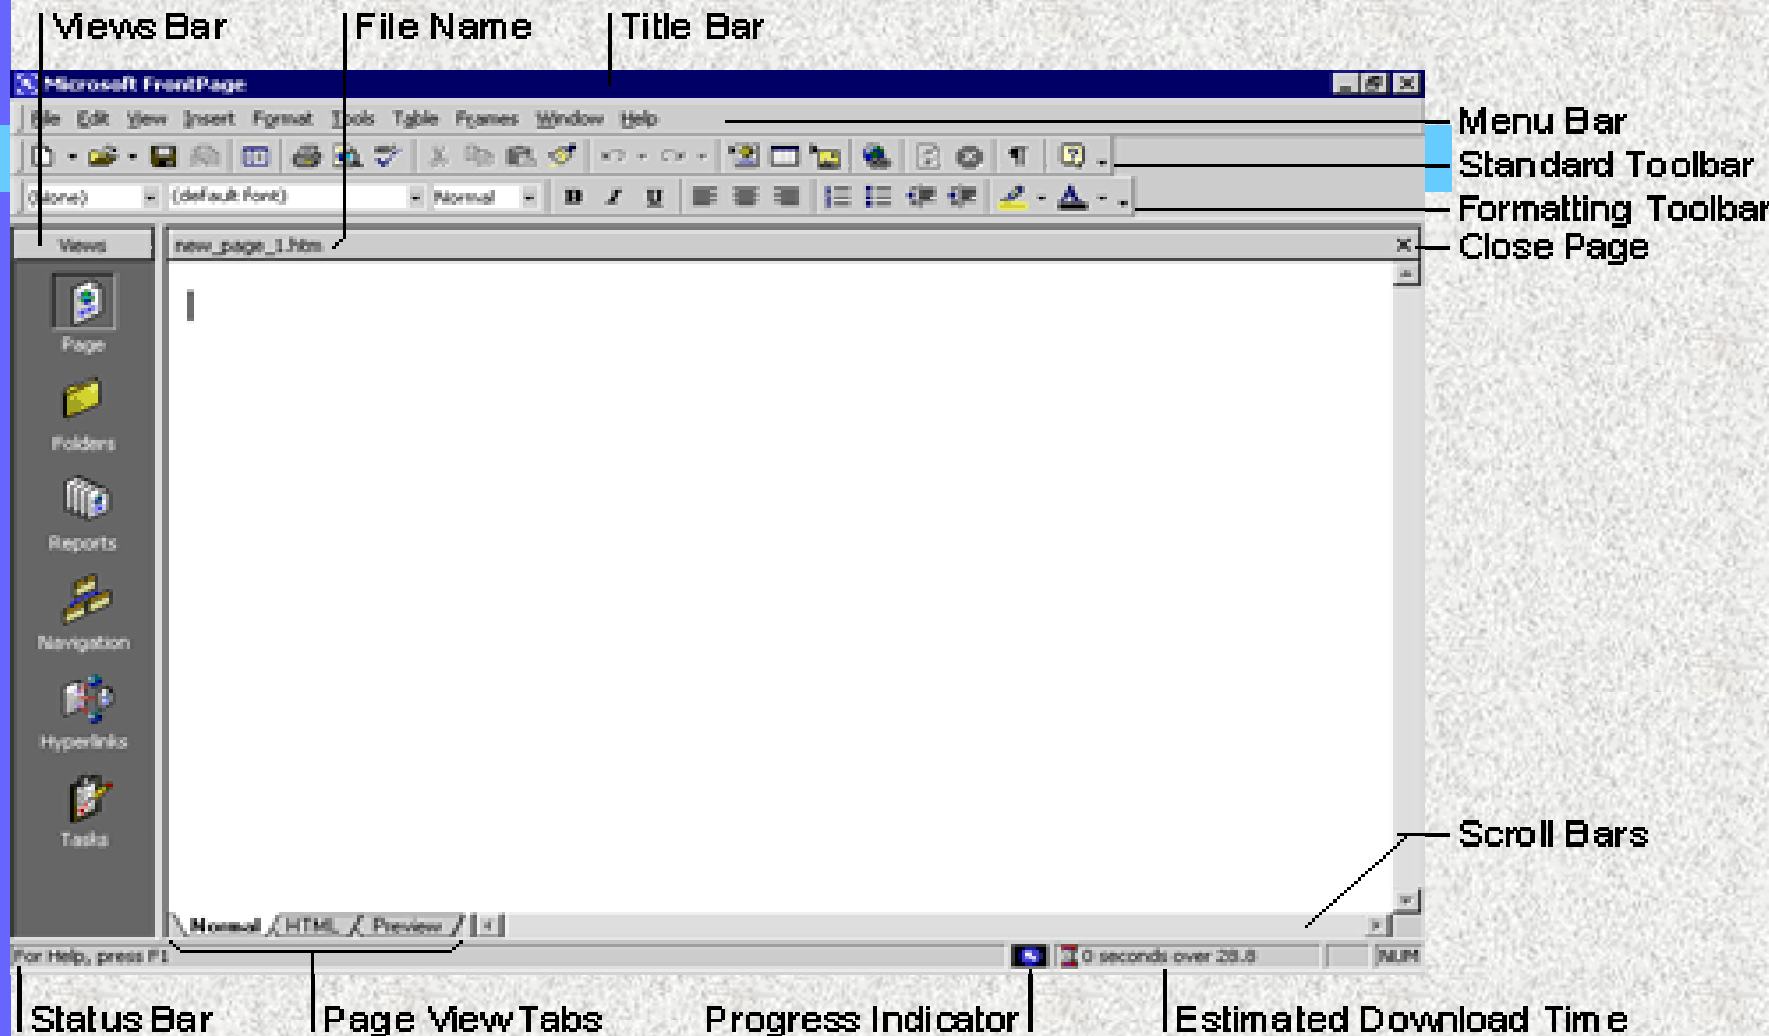 Views Bar File Name Title Bar
Microsoft FrontPage
File Edit View Insert Format Tools Table Frames Window Help
Menu Bar
Standard Toolbar
(None) (default font) Normal B I U A
Formatting Toolbar
Views new_page_1.htm
Close Page
Page
Folders
Reports
Navigation
Hyperlinks
Tasks
Scroll Bars
Normal HTML Preview
For Help, press F1 0 seconds over 28.8 NUM
Status Bar Page View Tabs Progress Indicator Estimated Download Time